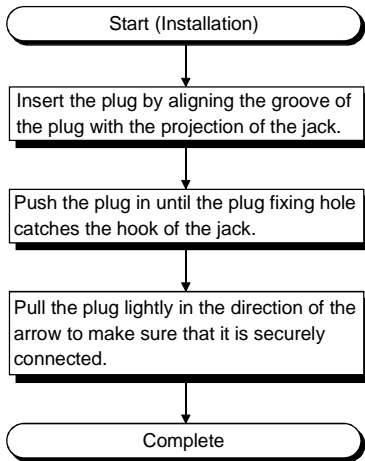 Start (Installation)
Insert the plug by aligning the groove of
the plug with the projection of the jack.
Push the plug in until the plug fixing hole
catches the hook of the jack.
Pull the plug lightly in the direction of the
arrow to make sure that it is securely
connected.
Complete